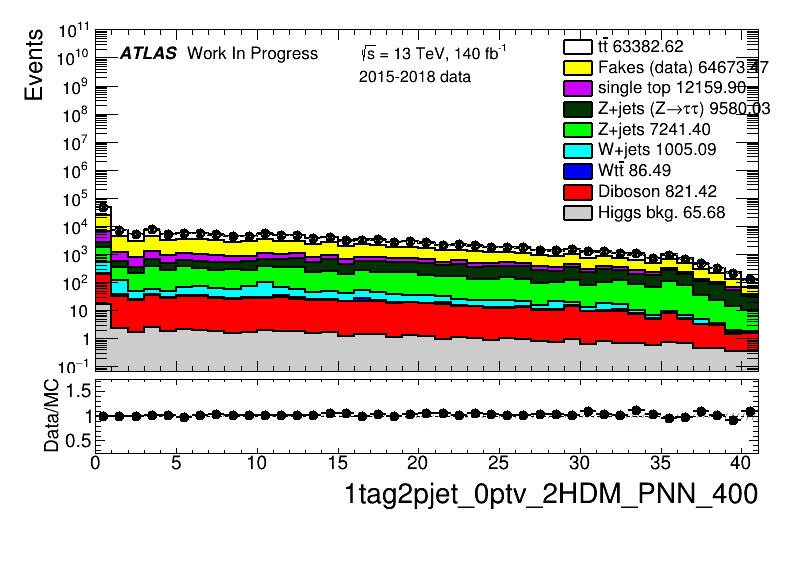 Events
10¹¹
10¹⁰
10⁹
10⁸
10⁷
10⁶
10⁵
10⁴
10³
10²
10
1
10⁻¹
ATLAS Work In Progress
√s = 13 TeV, 140 fb⁻¹
2015-2018 data
tt̄ 63382.62
Fakes (data) 64673.47
single top 12159.90
Z+jets (Z→ττ) 9580.03
Z+jets 7241.40
W+jets 1005.09
Wtt̄ 86.49
Diboson 821.42
Higgs bkg. 65.68
Data/MC
1.5
1
0.5
0 5 10 15 20 25 30 35 40
1tag2pjet_0ptv_2HDM_PNN_400